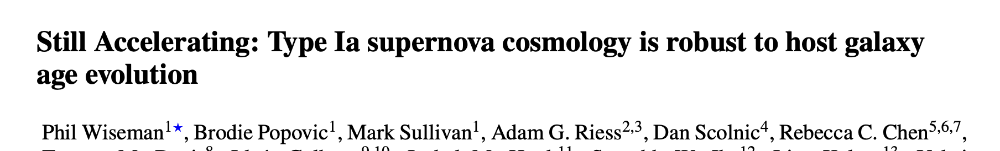 Still Accelerating: Type Ia supernova cosmology is robust to host galaxy
age evolution
Phil Wiseman1★, Brodie Popovic1, Mark Sullivan1, Adam G. Riess2,3, Dan Scolnic4, Rebecca C. Chen5,6,7,